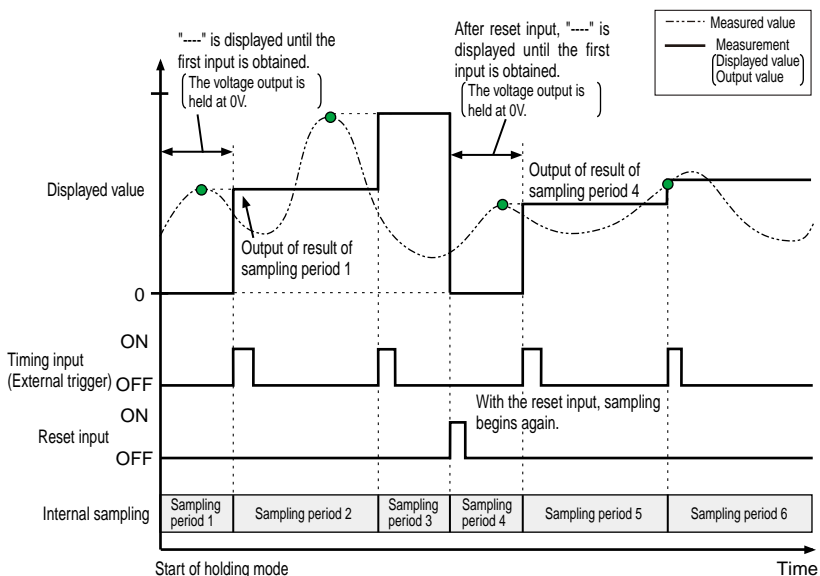 "----" is displayed until the
first input is obtained.
The voltage output is
held at 0V.
After reset input, "----" is
displayed until the first
input is obtained.
The voltage output is
held at 0V.
Measured value
Measurement
Displayed value
Output value
Displayed value
Output of result of
sampling period 1
Output of result of
sampling period 4
0
Timing input
(External trigger)
ON
OFF
With the reset input, sampling
begins again.
Reset input
ON
OFF
Internal sampling
Sampling
period 1
Sampling period 2
Sampling
period 3
Sampling
period 4
Sampling period 5
Sampling period 6
Start of holding mode
Time